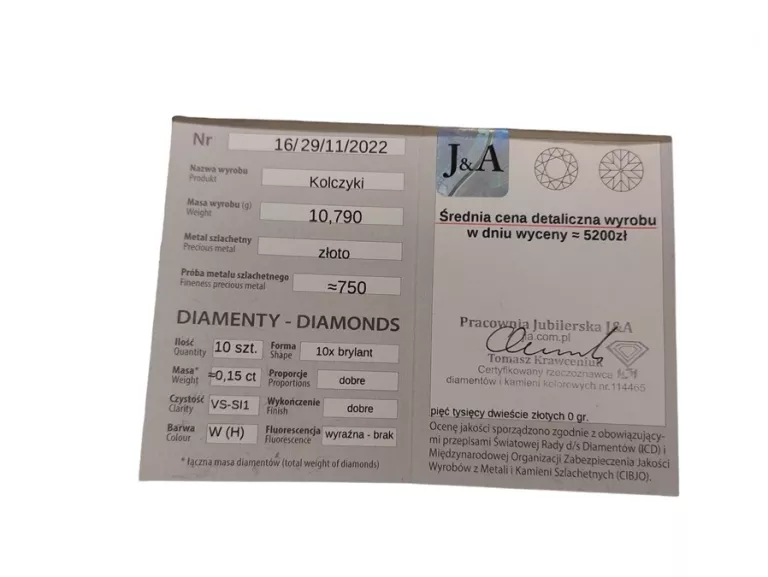 Nr 16/29/11/2022
Nazwa wyrobu
Produkt
Kolczyki
Masa wyrobu (g)
Weight
10,790
Metal szlachetny
Precious metal
złoto
Próba metalu szlachetnego
Fineness precious metal
≈750
DIAMENTY - DIAMONDS
Ilość
Quantity
10 szt.
Forma
Shape
10x brylant
Masa*
Weight
≈0,15 ct
Proporcje
Proportions
dobre
Czystość
Clarity
VS-SI1
Wykończenie
Finish
dobre
Barwa
Colour
W (H)
Fluorescencja
Fluorescence
wyraźna - brak
* łączna masa diamentów (total weight of diamonds)
J&A
Średnia cena detaliczna wyrobu
w dniu wyceny ≈ 5200zł
Pracownia Jubilerska J&A
ja.com.pl
Tomasz Krawceniuk
Certyfikowany rzeczoznawca
diamentów i kamieni kolorowych nr.114465
pięć tysięcy dwieście złotych 0 gr.
Ocenę jakości sporządzono zgodnie z obowiązujący-
mi przepisami Światowej Rady d/s Diamentów (ICD) i
Międzynarodowej Organizacji Zabezpieczenia Jakości
Wyrobów z Metali i Kamieni Szlachetnych (CIBJO).